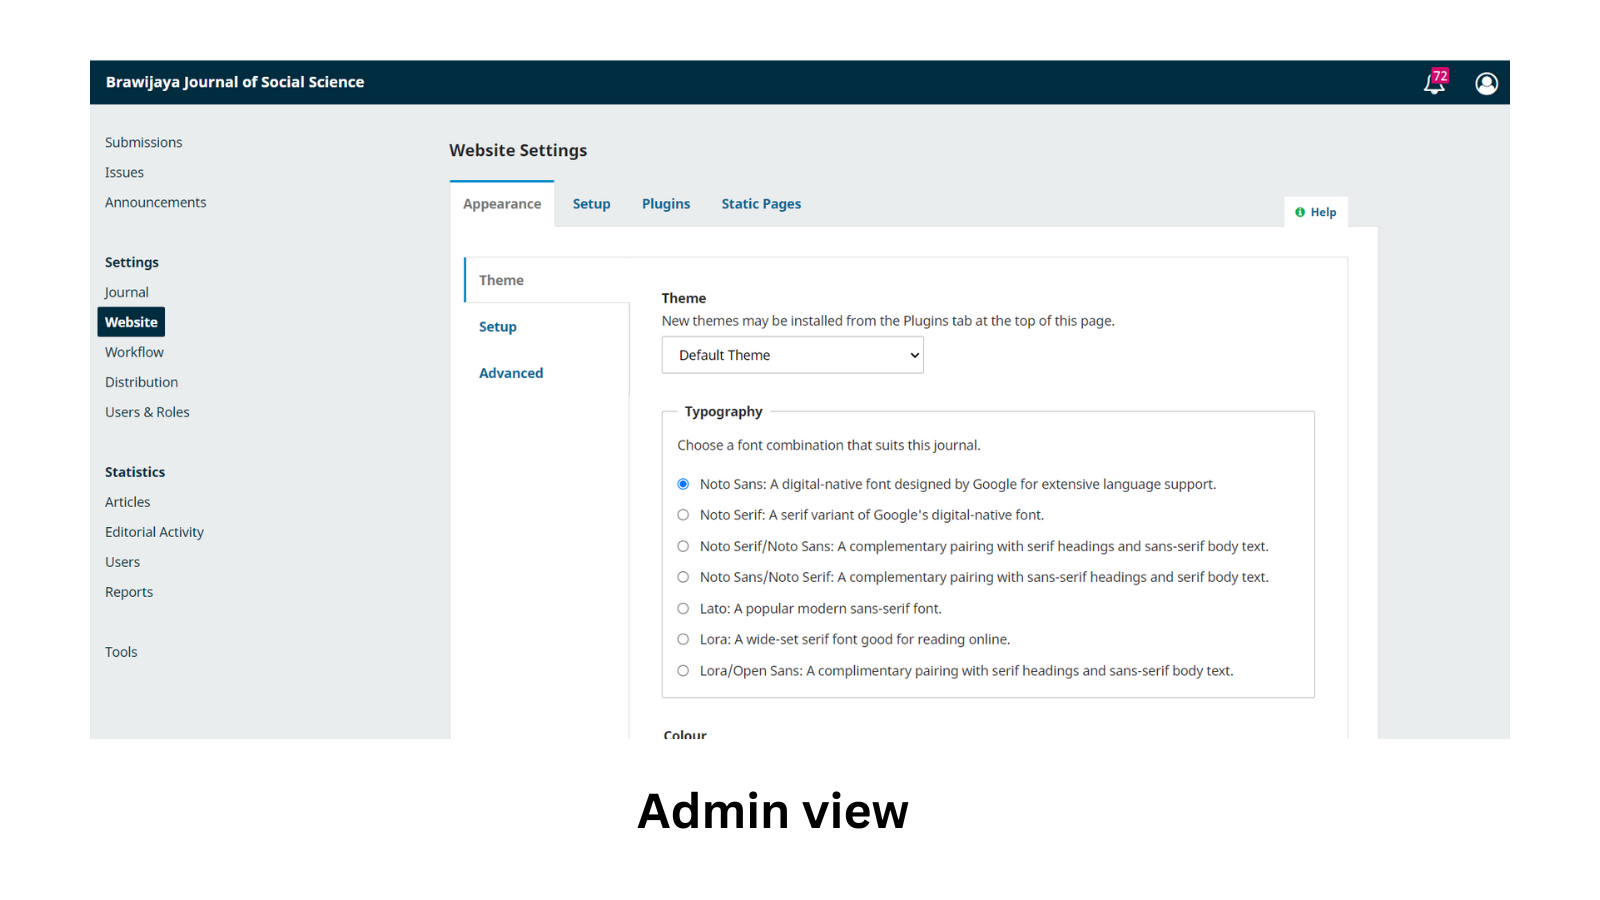 Brawijaya Journal of Social Science
72
Submissions
Issues
Announcements
Settings
Journal
Website
Workflow
Distribution
Users & Roles
Statistics
Articles
Editorial Activity
Users
Reports
Tools
Website Settings
Appearance Setup Plugins Static Pages
Help
Theme
Setup
Advanced
Theme
New themes may be installed from the Plugins tab at the top of this page.
Default Theme
Typography
Choose a font combination that suits this journal.
Noto Sans: A digital-native font designed by Google for extensive language support.
Noto Serif: A serif variant of Google's digital-native font.
Noto Serif/Noto Sans: A complementary pairing with serif headings and sans-serif body text.
Noto Sans/Noto Serif: A complementary pairing with sans-serif headings and serif body text.
Lato: A popular modern sans-serif font.
Lora: A wide-set serif font good for reading online.
Lora/Open Sans: A complimentary pairing with serif headings and sans-serif body text.
Colour
Admin view